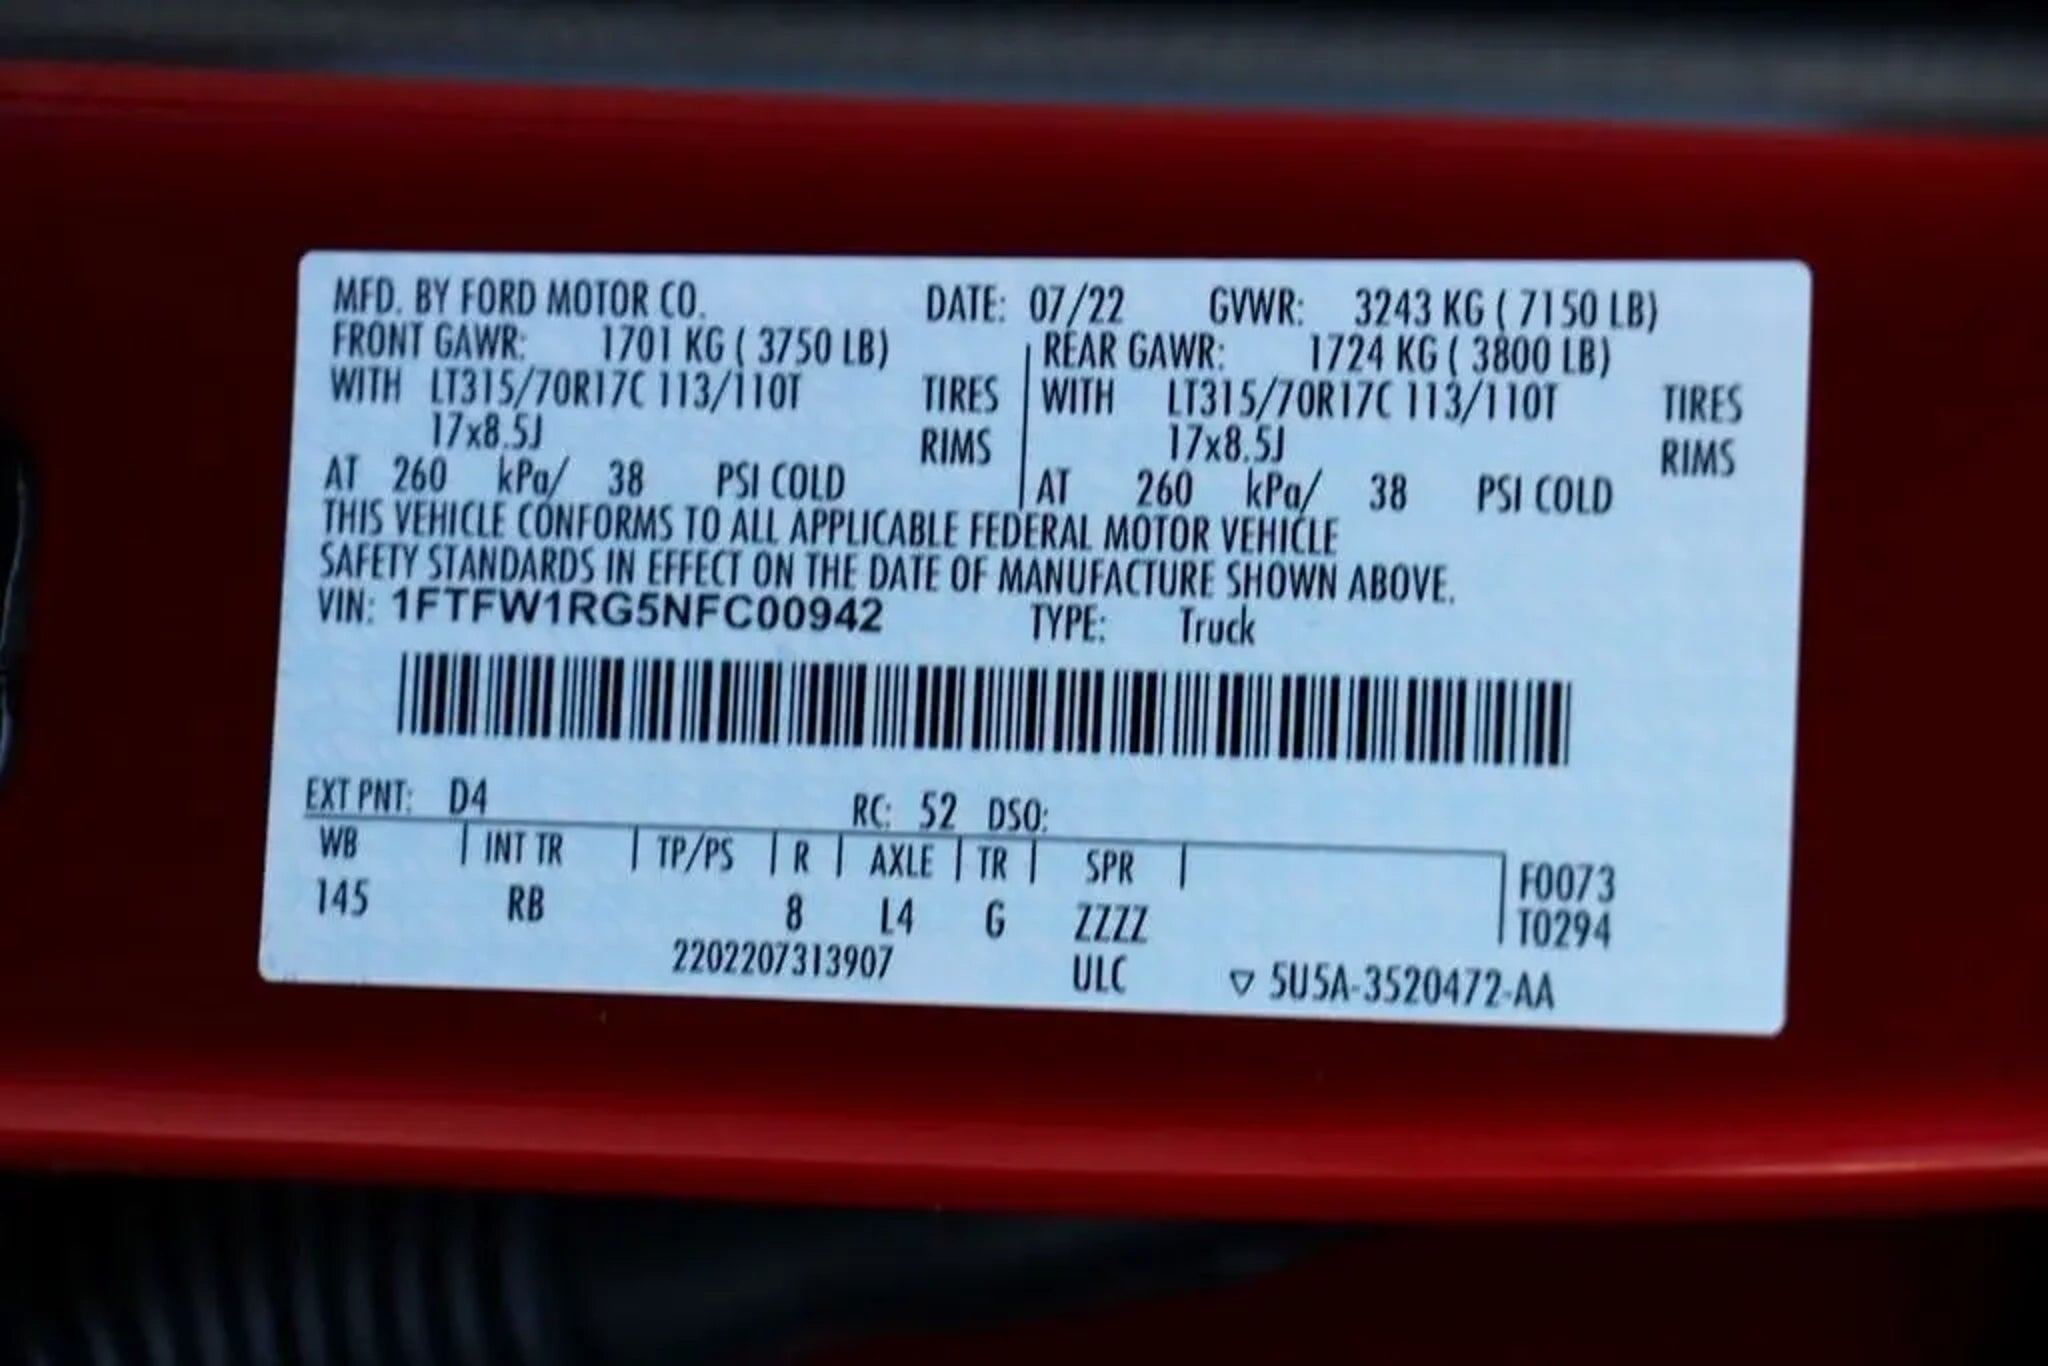 MFD. BY FORD MOTOR CO. DATE: 07/22 GVWR: 3243 KG ( 7150 LB)
FRONT GAWR: 1701 KG ( 3750 LB) REAR GAWR: 1724 KG ( 3800 LB)
WITH LT315/70R17C 113/110T TIRES WITH LT315/70R17C 113/110T TIRES
17x8.5J RIMS 17x8.5J RIMS
AT 260 kPa/ 38 PSI COLD AT 260 kPa/ 38 PSI COLD
THIS VEHICLE CONFORMS TO ALL APPLICABLE FEDERAL MOTOR VEHICLE
SAFETY STANDARDS IN EFFECT ON THE DATE OF MANUFACTURE SHOWN ABOVE.
VIN: 1FTFW1RG5NFC00942 TYPE: Truck
EXT PNT: D4 RC: 52 DSO:
WB | INT TR | TP/PS | R | AXLE | TR | SPR | F0073
145 RB 8 L4 G ZZZZ T0294
2202207313907 ULC ▽ 5U5A-3520472-AA